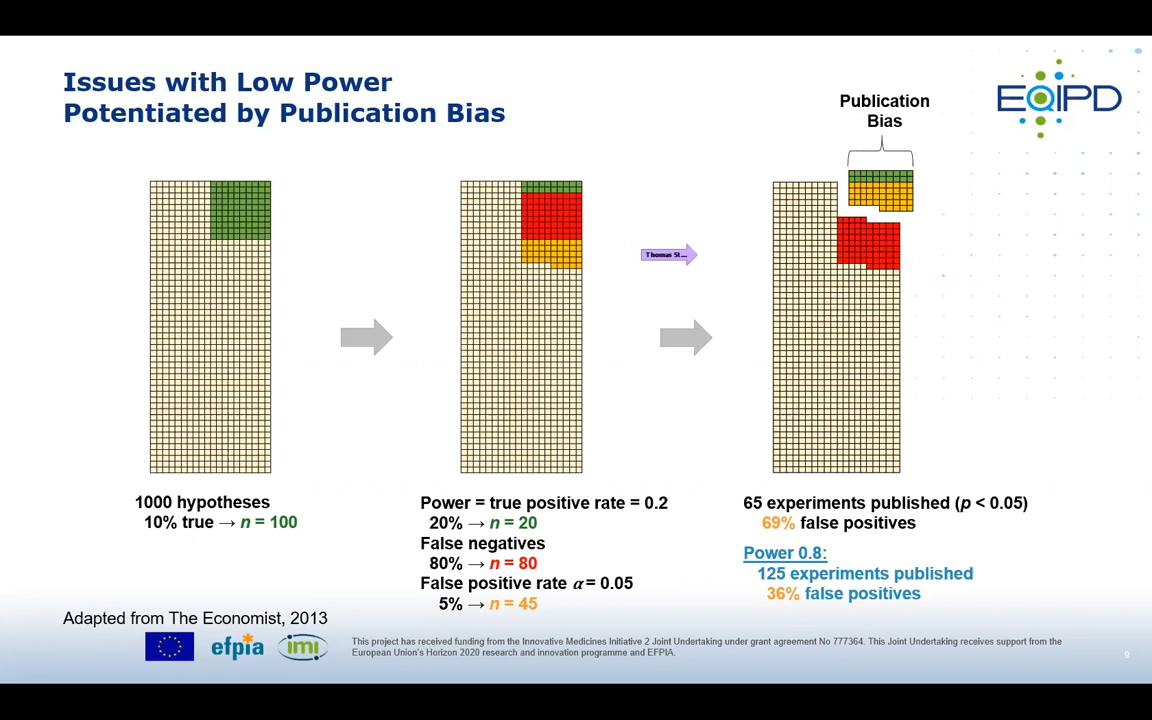 Issues with Low Power
Potentiated by Publication Bias
Publication
Bias
EQIPD
Thomas St...
1000 hypotheses
10% true → n = 100
Power = true positive rate = 0.2
20% → n = 20
False negatives
80% → n = 80
False positive rate α = 0.05
5% → n = 45
65 experiments published (p < 0.05)
69% false positives
Power 0.8:
125 experiments published
36% false positives
Adapted from The Economist, 2013
efpia
imi
This project has received funding from the Innovative Medicines Initiative 2 Joint Undertaking under grant agreement No 777364. This Joint Undertaking receives support from the
European Union's Horizon 2020 research and innovation programme and EFPIA.
9